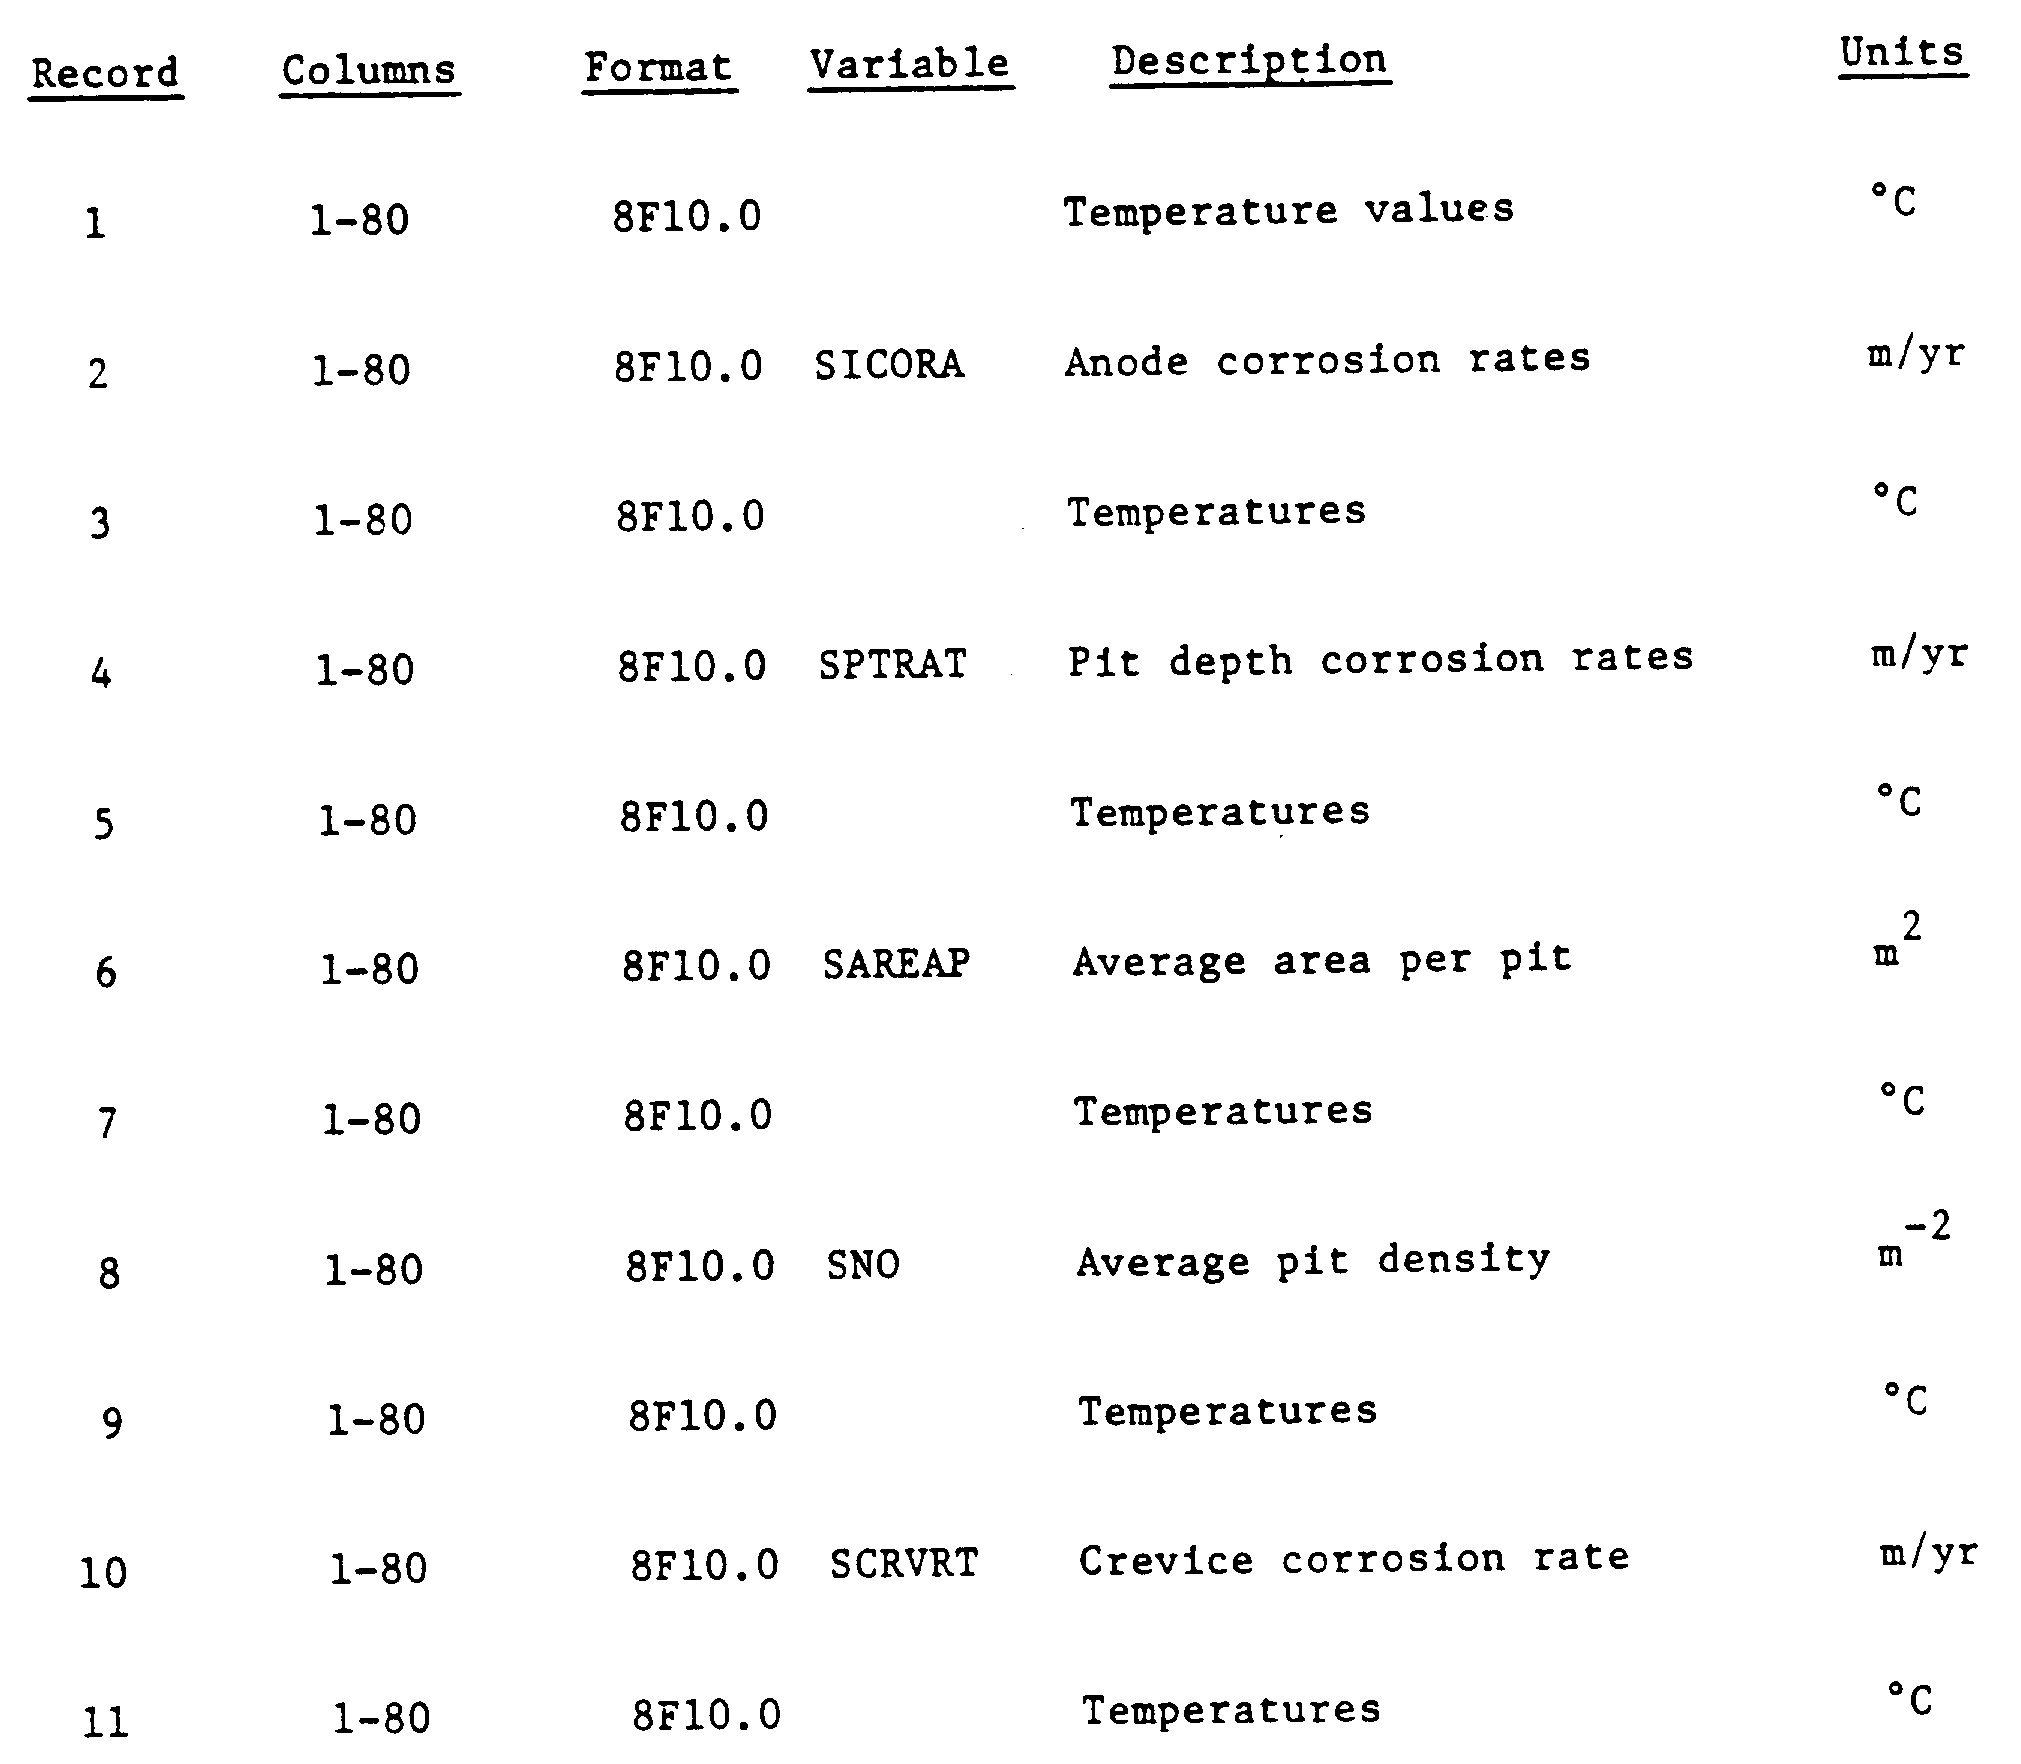 Record Columns Format Variable Description Units
1 1-80 8F10.0 Temperature values °C
2 1-80 8F10.0 SICORA Anode corrosion rates m/yr
3 1-80 8F10.0 Temperatures °C
4 1-80 8F10.0 SPTRAT Pit depth corrosion rates m/yr
5 1-80 8F10.0 Temperatures °C
6 1-80 8F10.0 SAREAP Average area per pit m²
7 1-80 8F10.0 Temperatures °C
8 1-80 8F10.0 SNO Average pit density m⁻²
9 1-80 8F10.0 Temperatures °C
10 1-80 8F10.0 SCRVRT Crevice corrosion rate m/yr
11 1-80 8F10.0 Temperatures °C